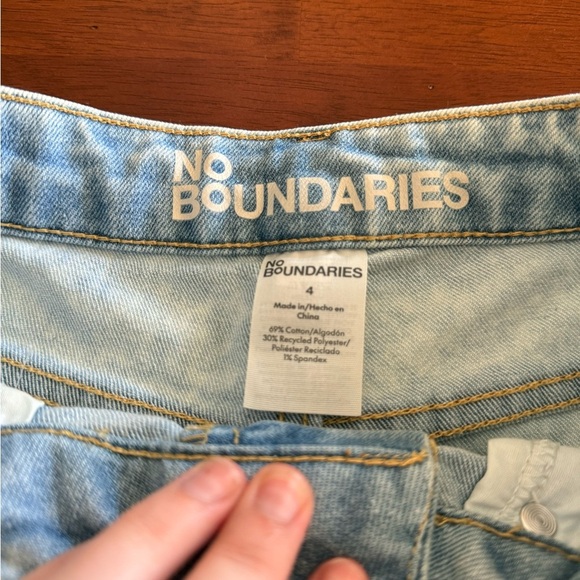 NO
BOUNDARIES
NO
BOUNDARIES
4
Made in/Hecho en
China
69% Cotton/Algodón
30% Recycled Polyester/
Poliéster Reciclado
1% Spandex